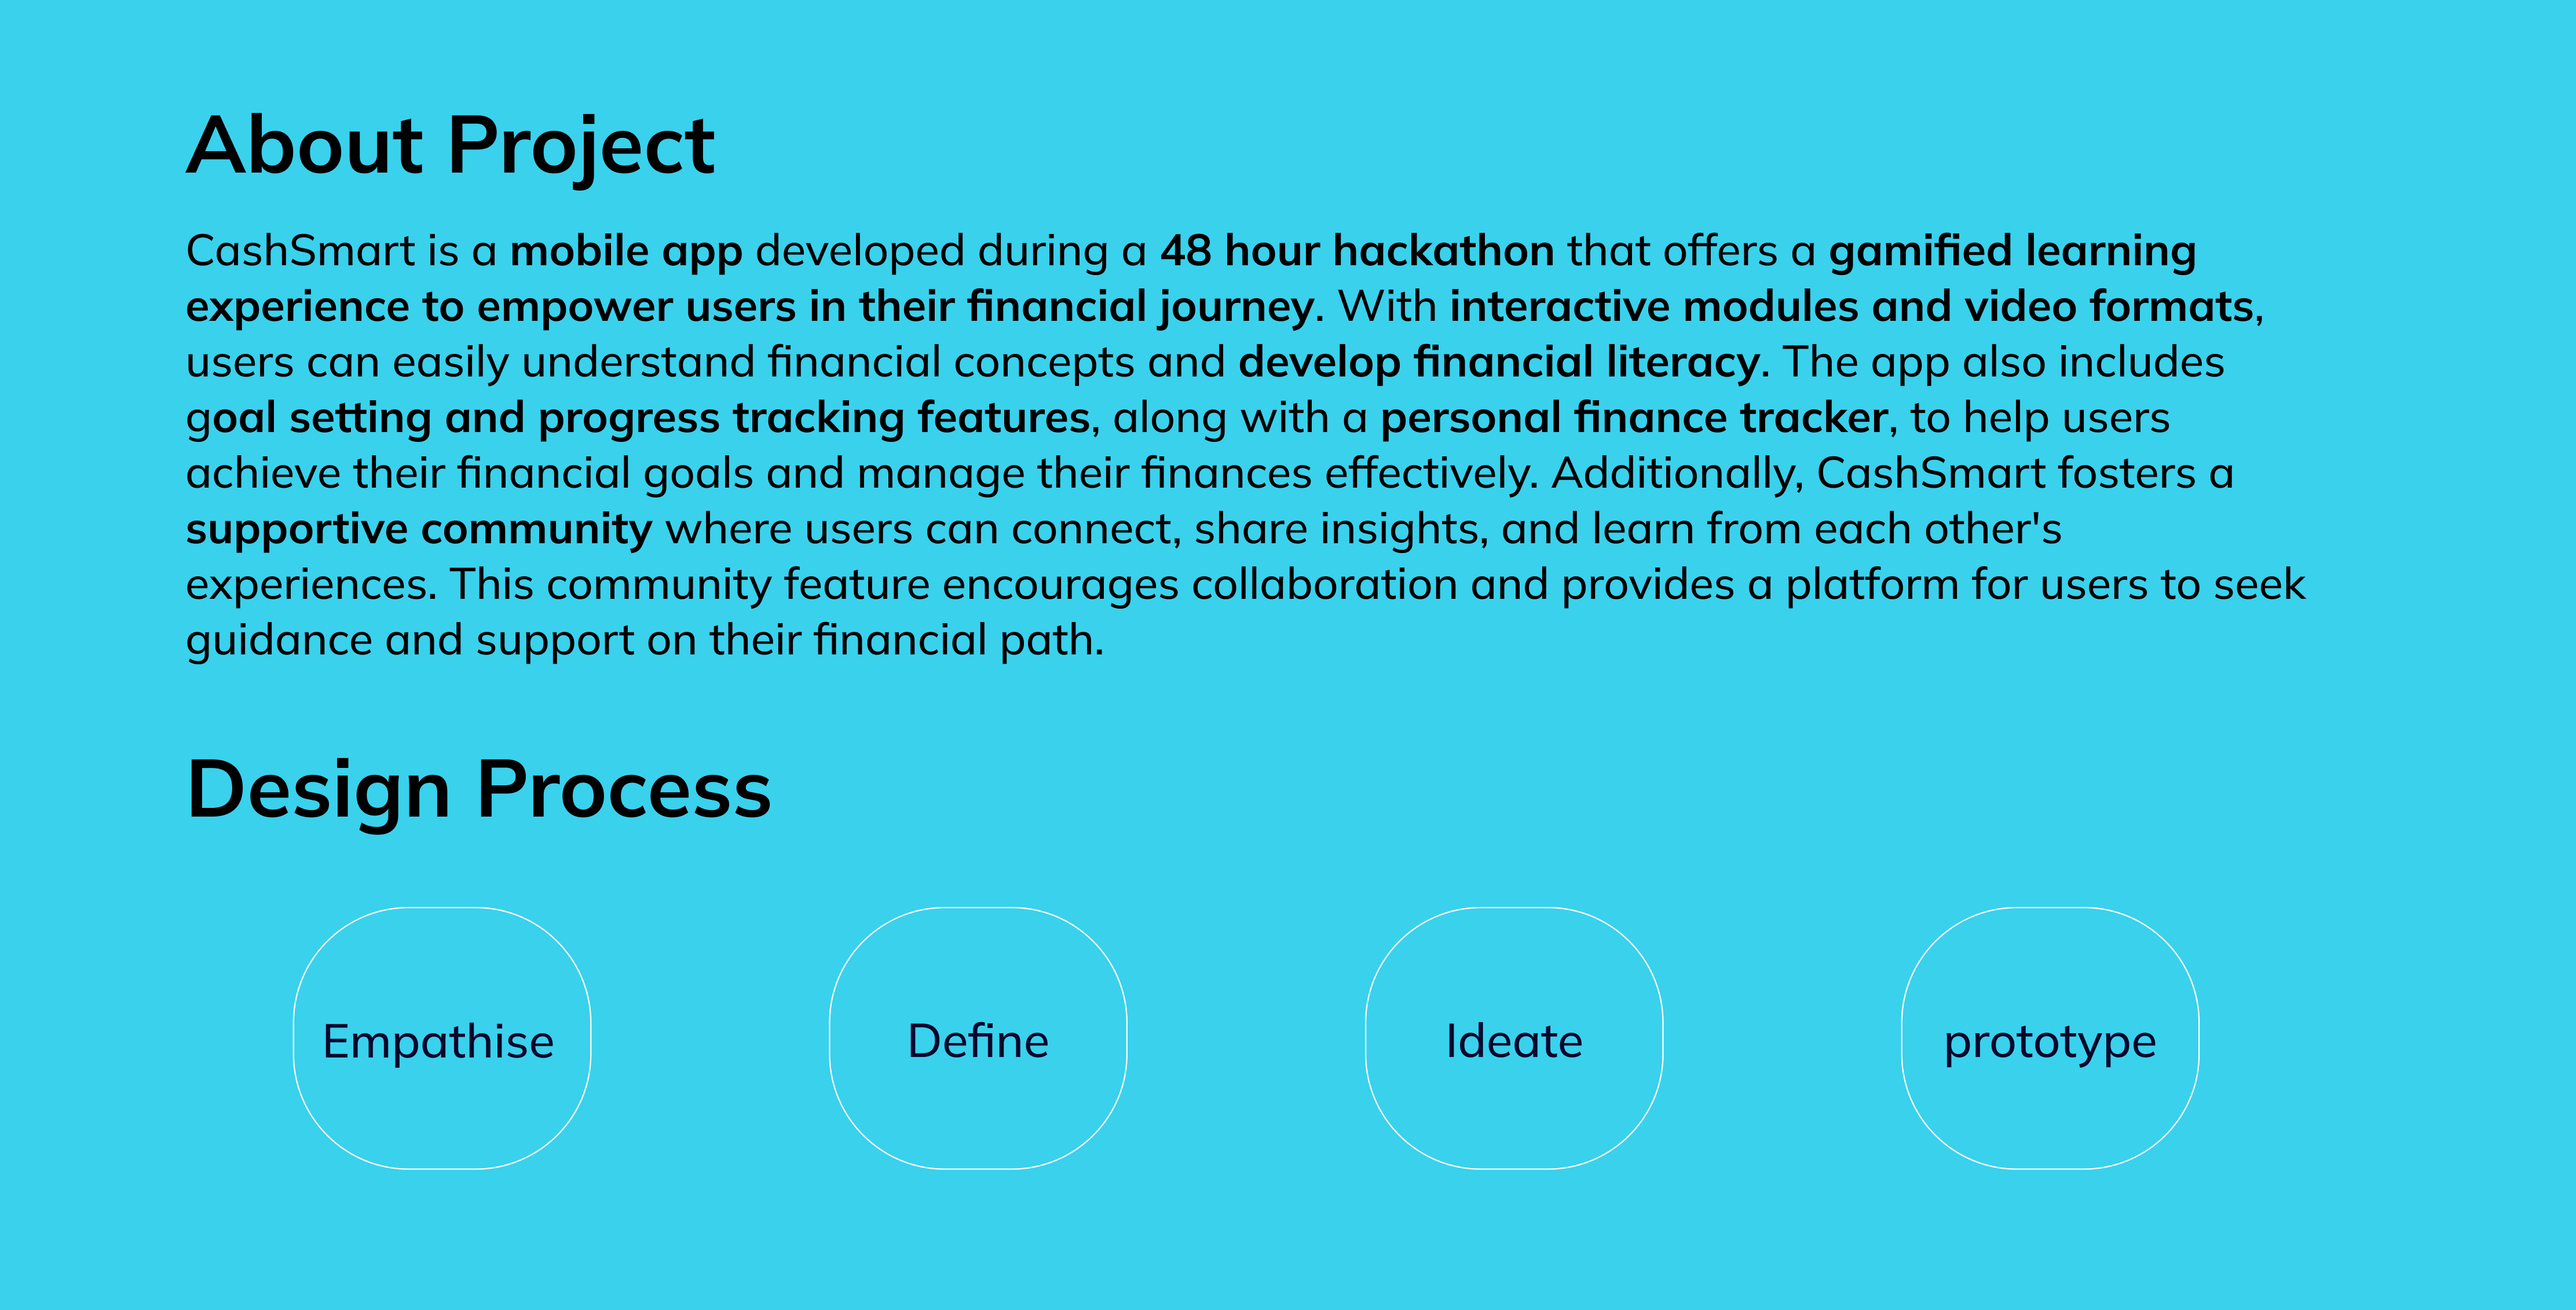 About Project
CashSmart is a mobile app developed during a 48 hour hackathon that offers a gamified learning
experience to empower users in their financial journey. With interactive modules and video formats,
users can easily understand financial concepts and develop financial literacy. The app also includes
goal setting and progress tracking features, along with a personal finance tracker, to help users
achieve their financial goals and manage their finances effectively. Additionally, CashSmart fosters a
supportive community where users can connect, share insights, and learn from each other's
experiences. This community feature encourages collaboration and provides a platform for users to seek
guidance and support on their financial path.
Design Process
Empathise
Define
Ideate
prototype